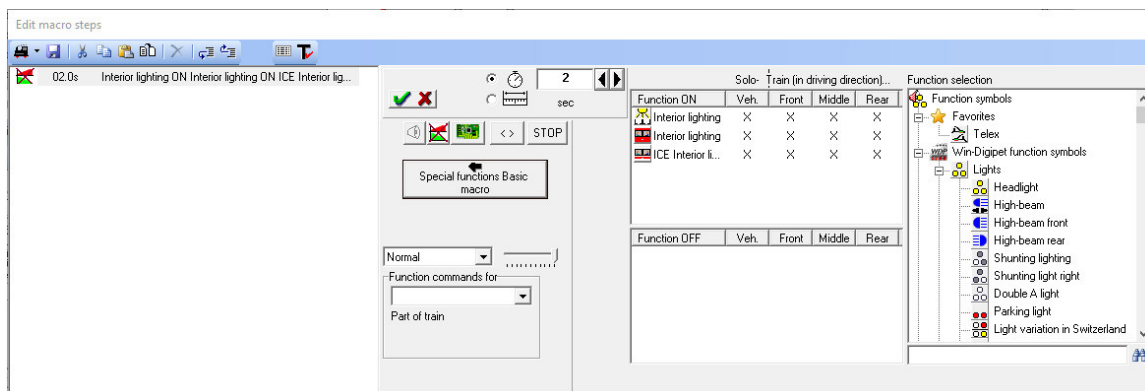 Edit macro steps
02.0s Interior lighting ON Interior lighting ON ICE Interior lig...
2
sec
< >
STOP
Special functions Basic
macro
Normal
Function commands for
Part of train
Solo- Train (in driving direction)...
Function ON Veh. Front Middle Rear
Interior lighting X X X X
Interior lighting X X X X
ICE Interior li... X X X X
Function OFF Veh. Front Middle Rear
Function selection
Function symbols
Favorites
Telex
Win-Digipet function symbols
Lights
Headlight
High-beam
High-beam front
High-beam rear
Shunting lighting
Shunting light right
Double A light
Parking light
Light variation in Switzerland